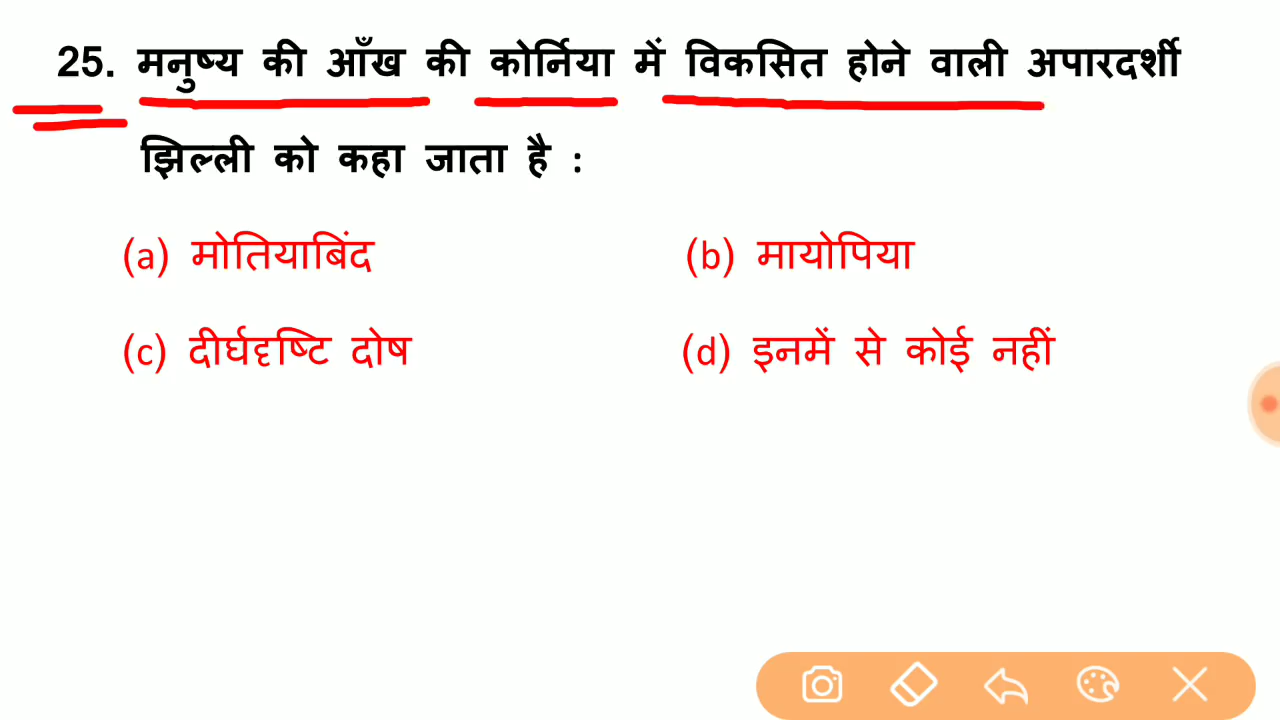 25. मनुष्य की आँख की कोर्निया में विकसित होने वाली अपारदर्शी
झिल्ली को कहा जाता है :
(a) मोतियाबिंद (b) मायोपिया
(c) दीर्घदृष्टि दोष (d) इनमें से कोई नहीं